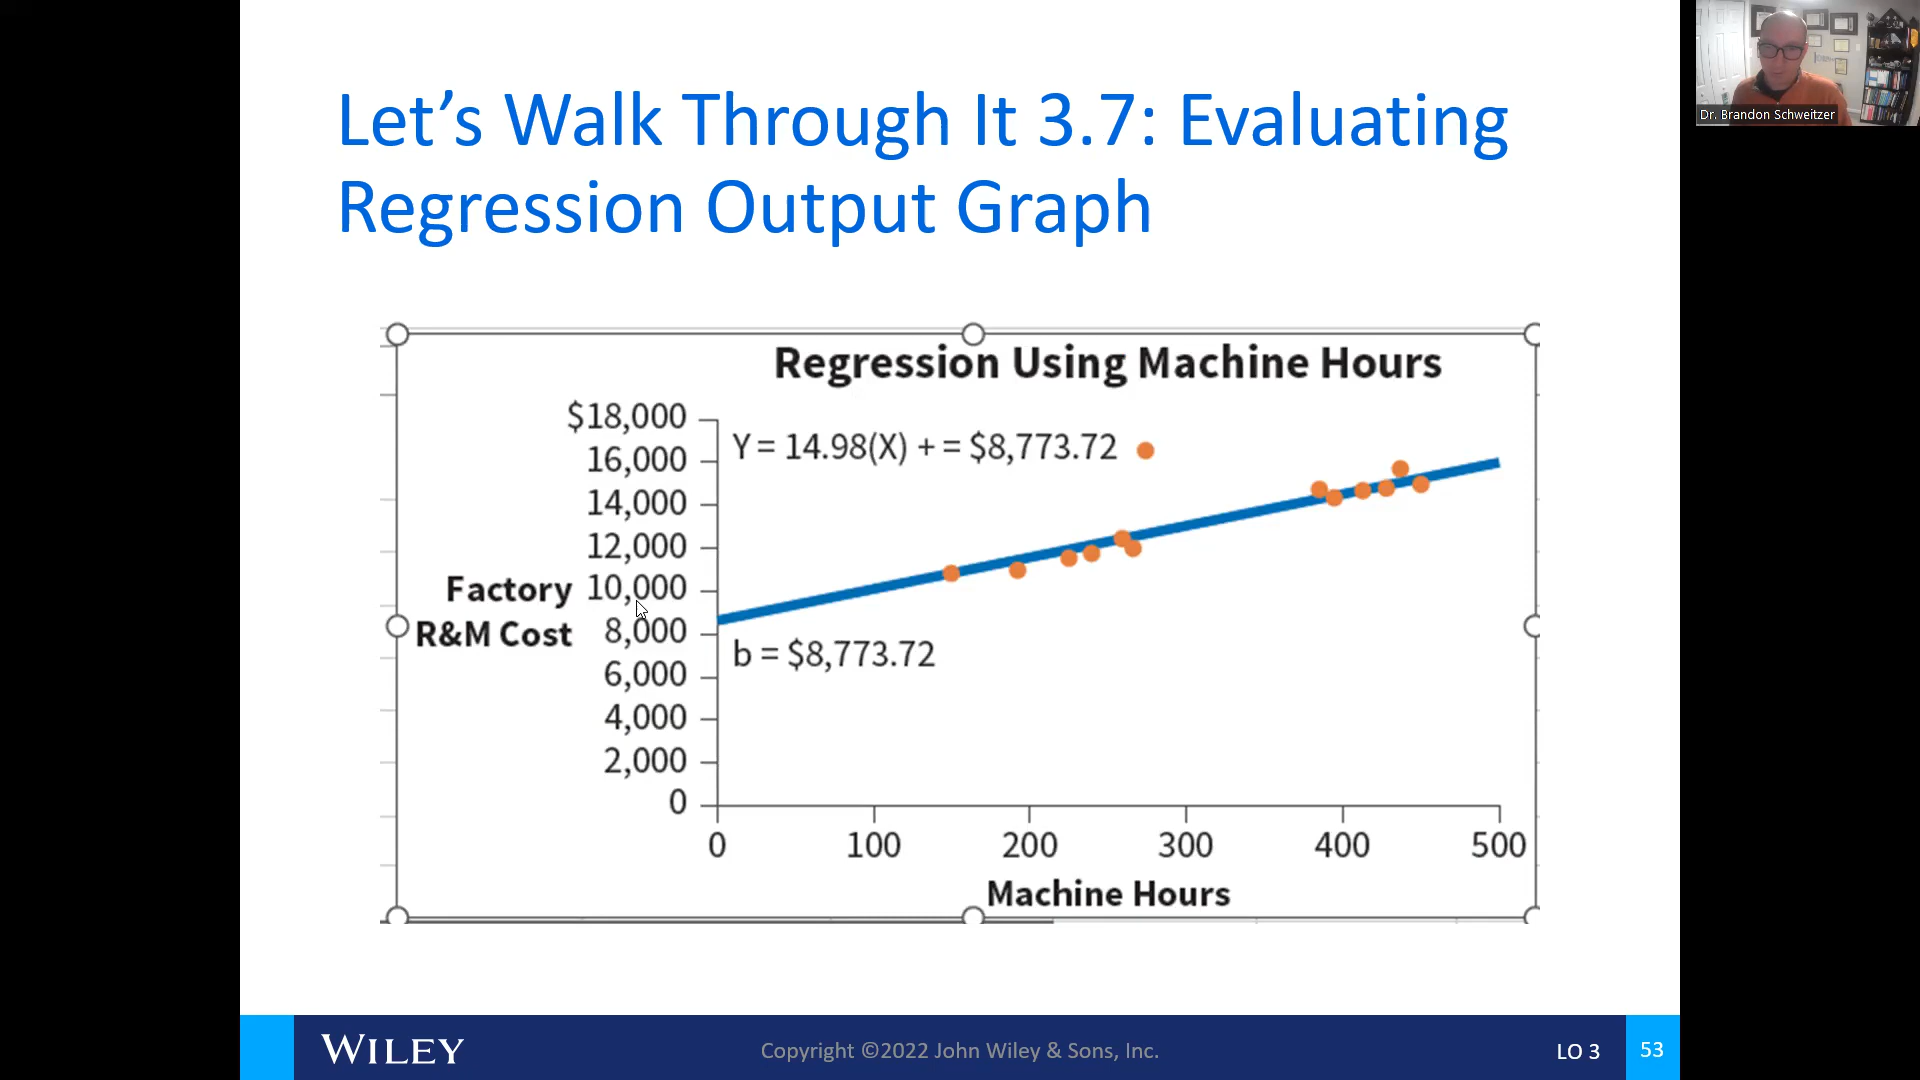 Let’s Walk Through It 3.7: Evaluating
Regression Output Graph
Dr. Brandon Schweitzer
Regression Using Machine Hours
$18,000
Y = 14.98(X) + = $8,773.72
16,000
14,000
12,000
Factory
10,000
R&M Cost
8,000
b = $8,773.72
6,000
4,000
2,000
0
0 100 200 300 400 500
Machine Hours
WILEY
Copyright ©2022 John Wiley & Sons, Inc.
LO 3
53